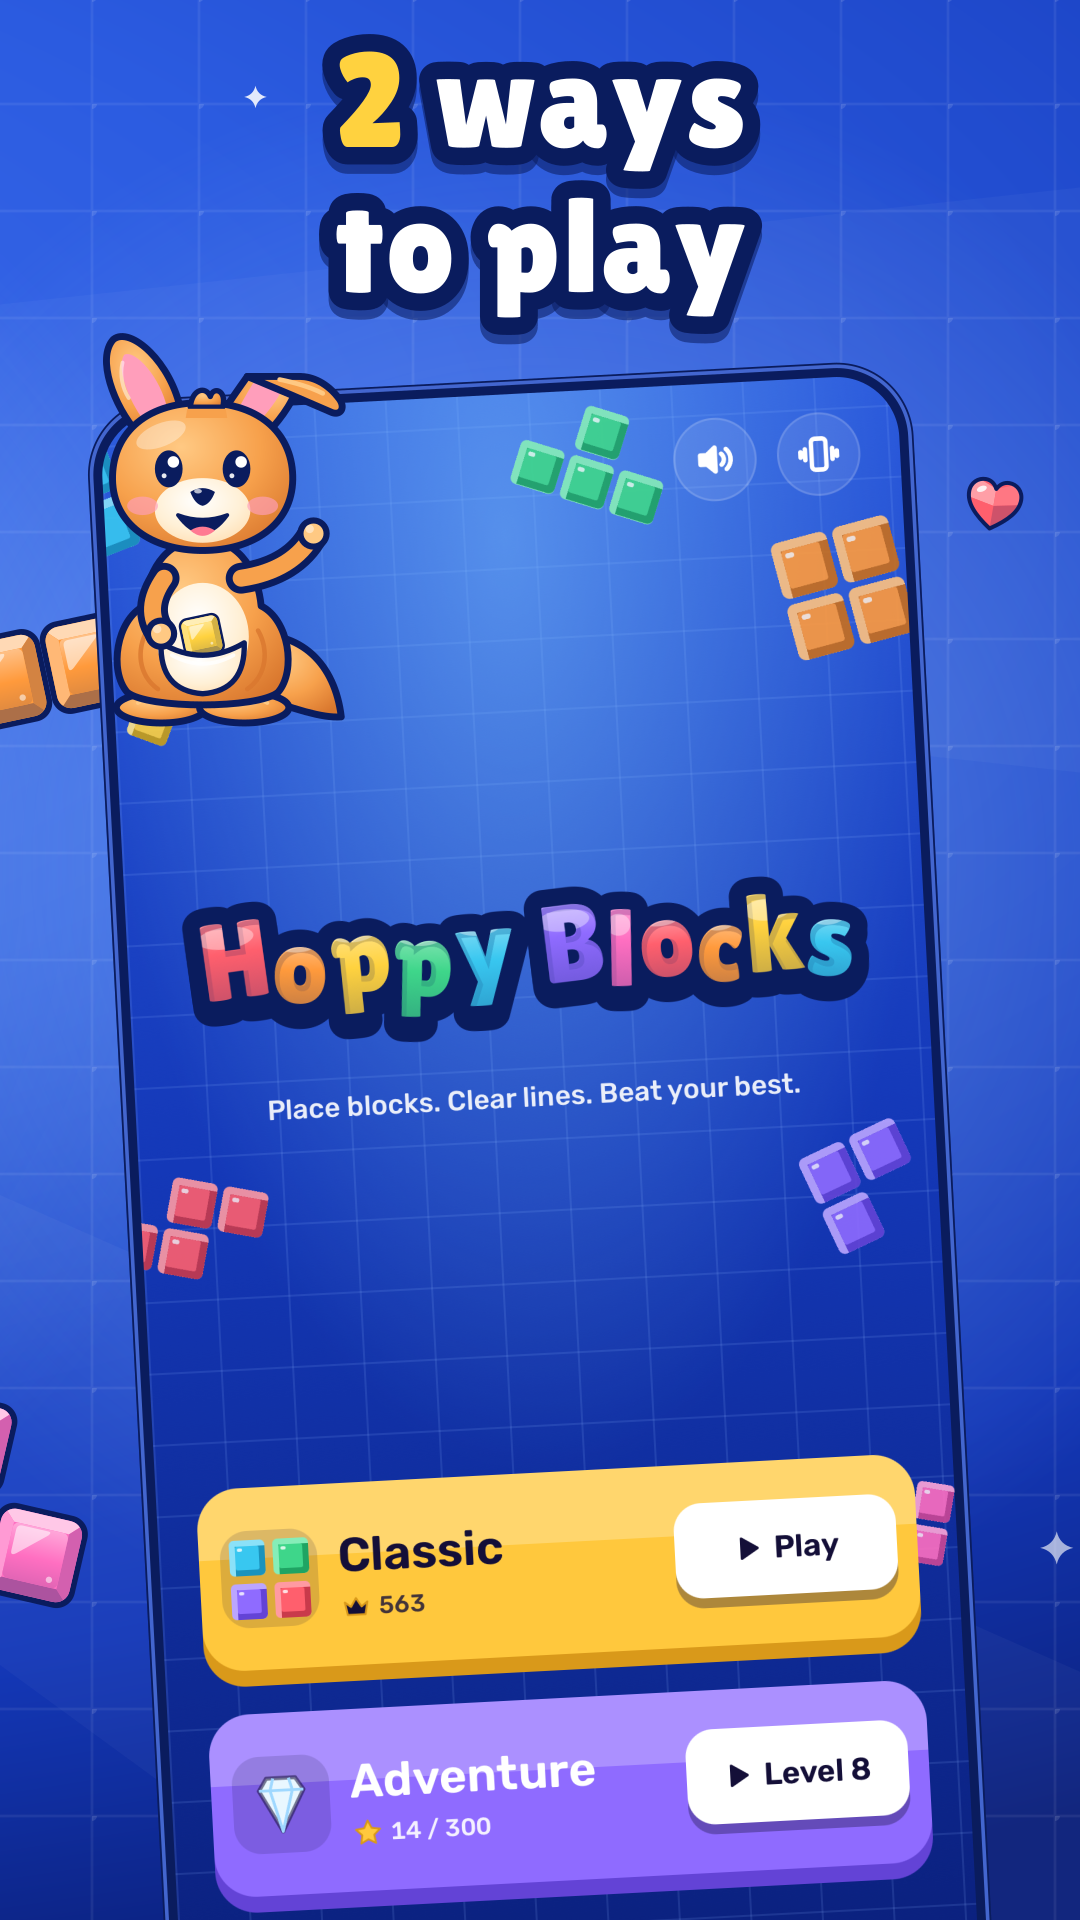 2 ways
to play
Hoppy Blocks
Place blocks. Clear lines. Beat your best.
Classic
563
Play
Adventure
14 / 300
Level 8